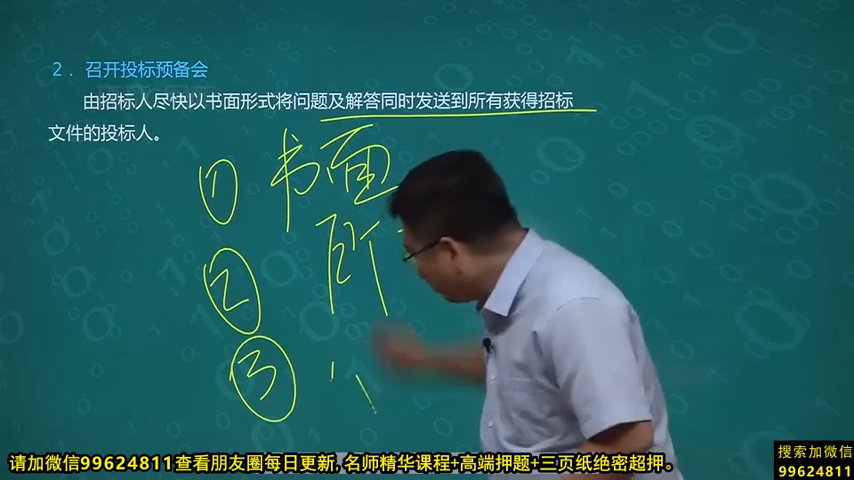 2． 召开投标预备会
由招标人尽快以书面形式将问题及解答同时发送到所有获得招标
文件的投标人。
① 书面
② 所
③
请加微信99624811查看朋友圈每日更新,名师精华课程+高端押题+三页纸绝密超押。
搜索加微信
99624811